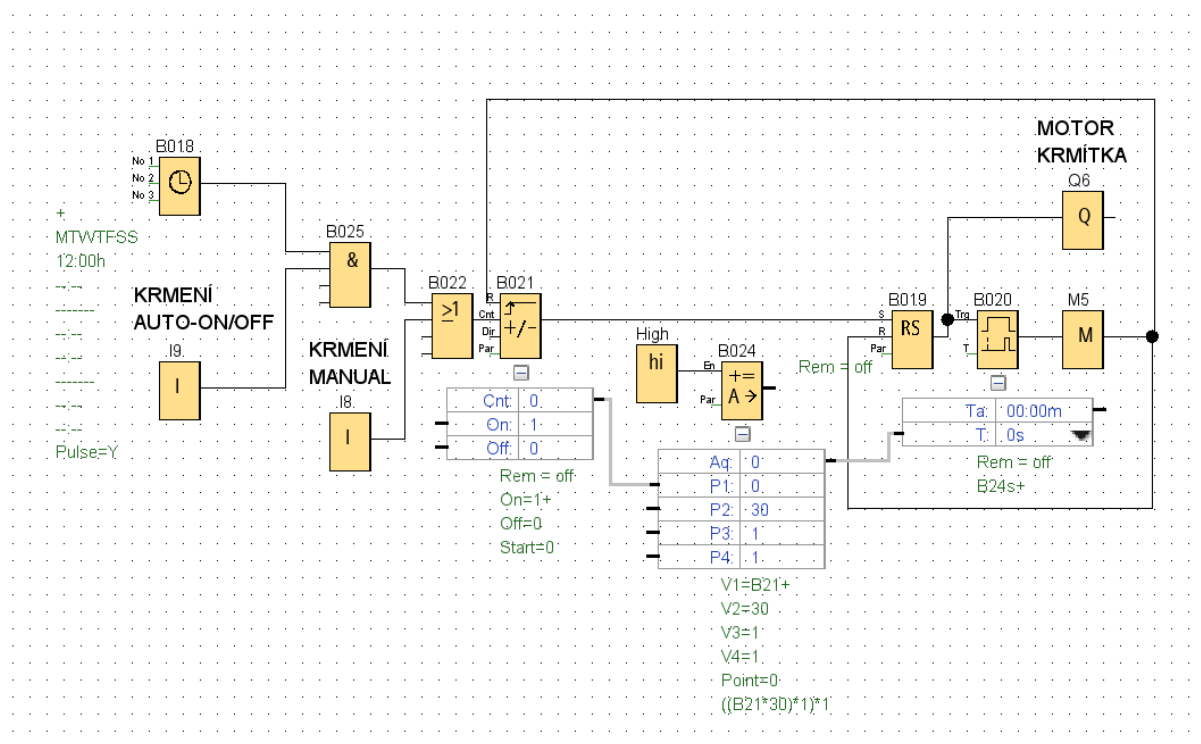 MOTOR
KRMÍTKA
Q6
Q
B018
No 1
No 2
No 3
+
MTWTFSS
12:00h
--:--
-------
--:--
--:--
-------
--:--
--:--
Pulse=Y
B025
&
KRMENÍ
AUTO-ON/OFF
I9
I
KRMENÍ
MANUAL
I8
I
B022
≥1
B021
R
Cnt
Dir
Par
+/-
Cnt: 0
On: 1
Off: 0
Rem = off
On=1+
Off=0
Start=0
High
hi
B024
En
Par
+=
A→
Aq: 0
P1: 0
P2: 30
P3: 1
P4: 1
V1=B21+
V2=30
V3=1
V4=1
Point=0
((B21*30)*1)*1
B019
S
R
Par
RS
Rem = off
B020
Trg
T
M5
M
Ta: 00:00m
T: 0s
Rem = off
B24s+